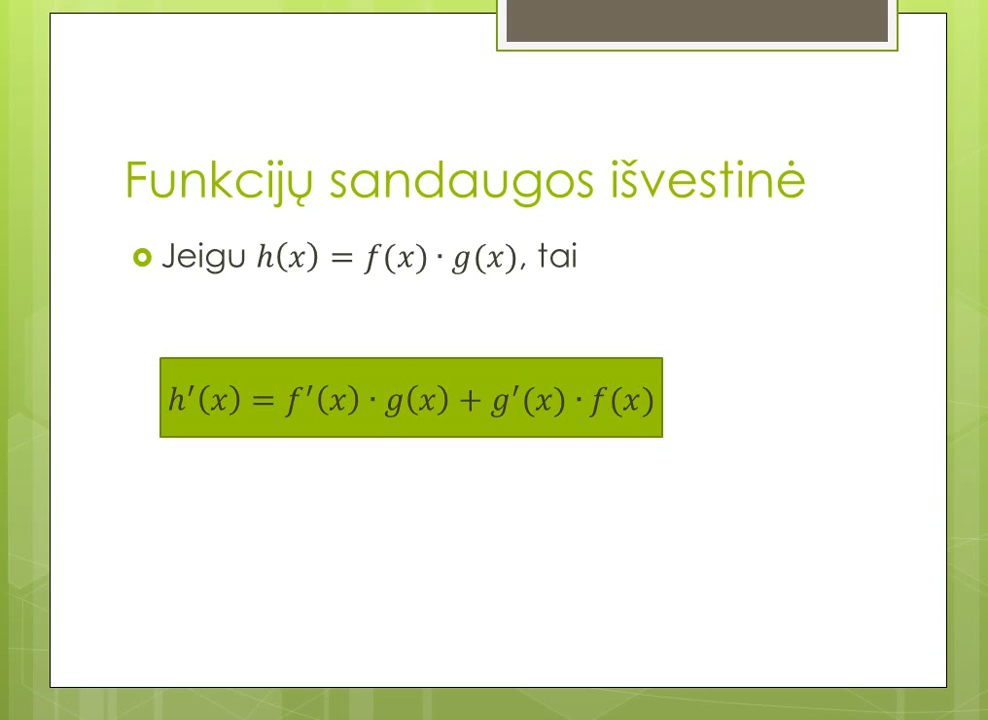 Funkcijų sandaugos išvestinė
Jeigu ℎ(𝑥) = 𝑓(𝑥) ∙ 𝑔(𝑥), tai
ℎ′(𝑥) = 𝑓′(𝑥) ∙ 𝑔(𝑥) + 𝑔′(𝑥) ∙ 𝑓(𝑥)